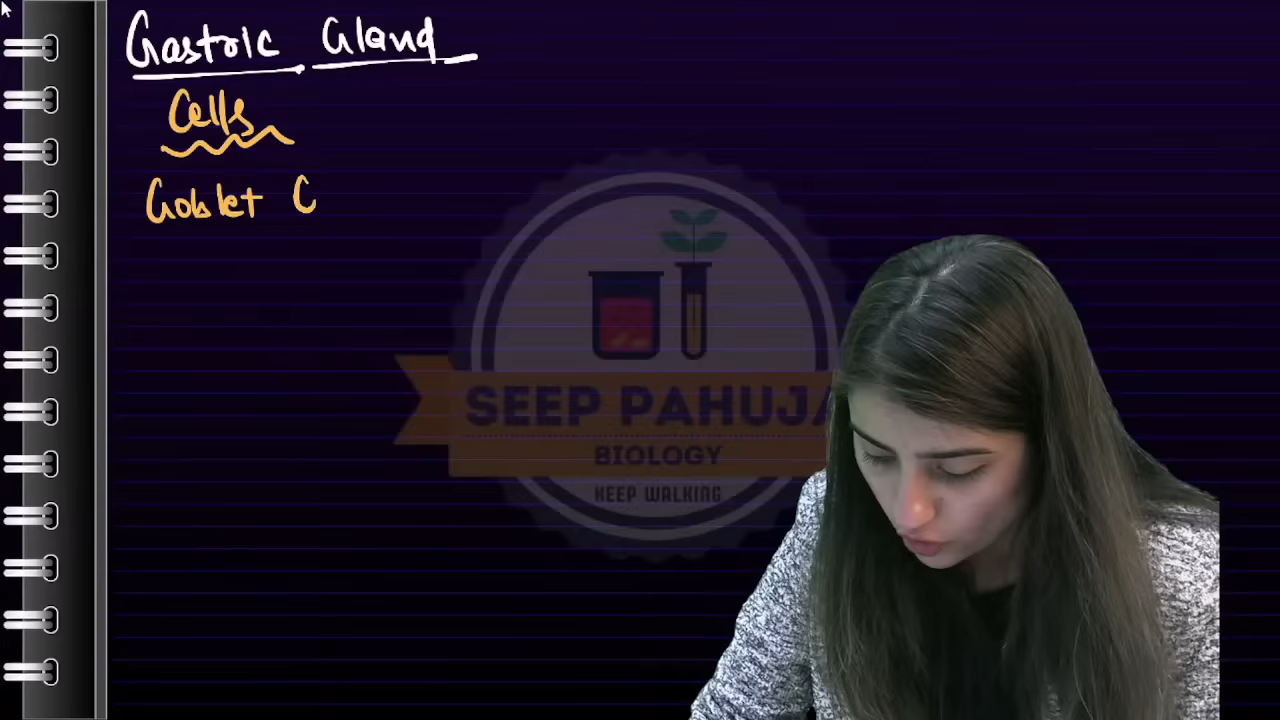 Gastric Gland
Cells
Goblet C
SEEP PAHUJA
BIOLOGY
KEEP WALKING